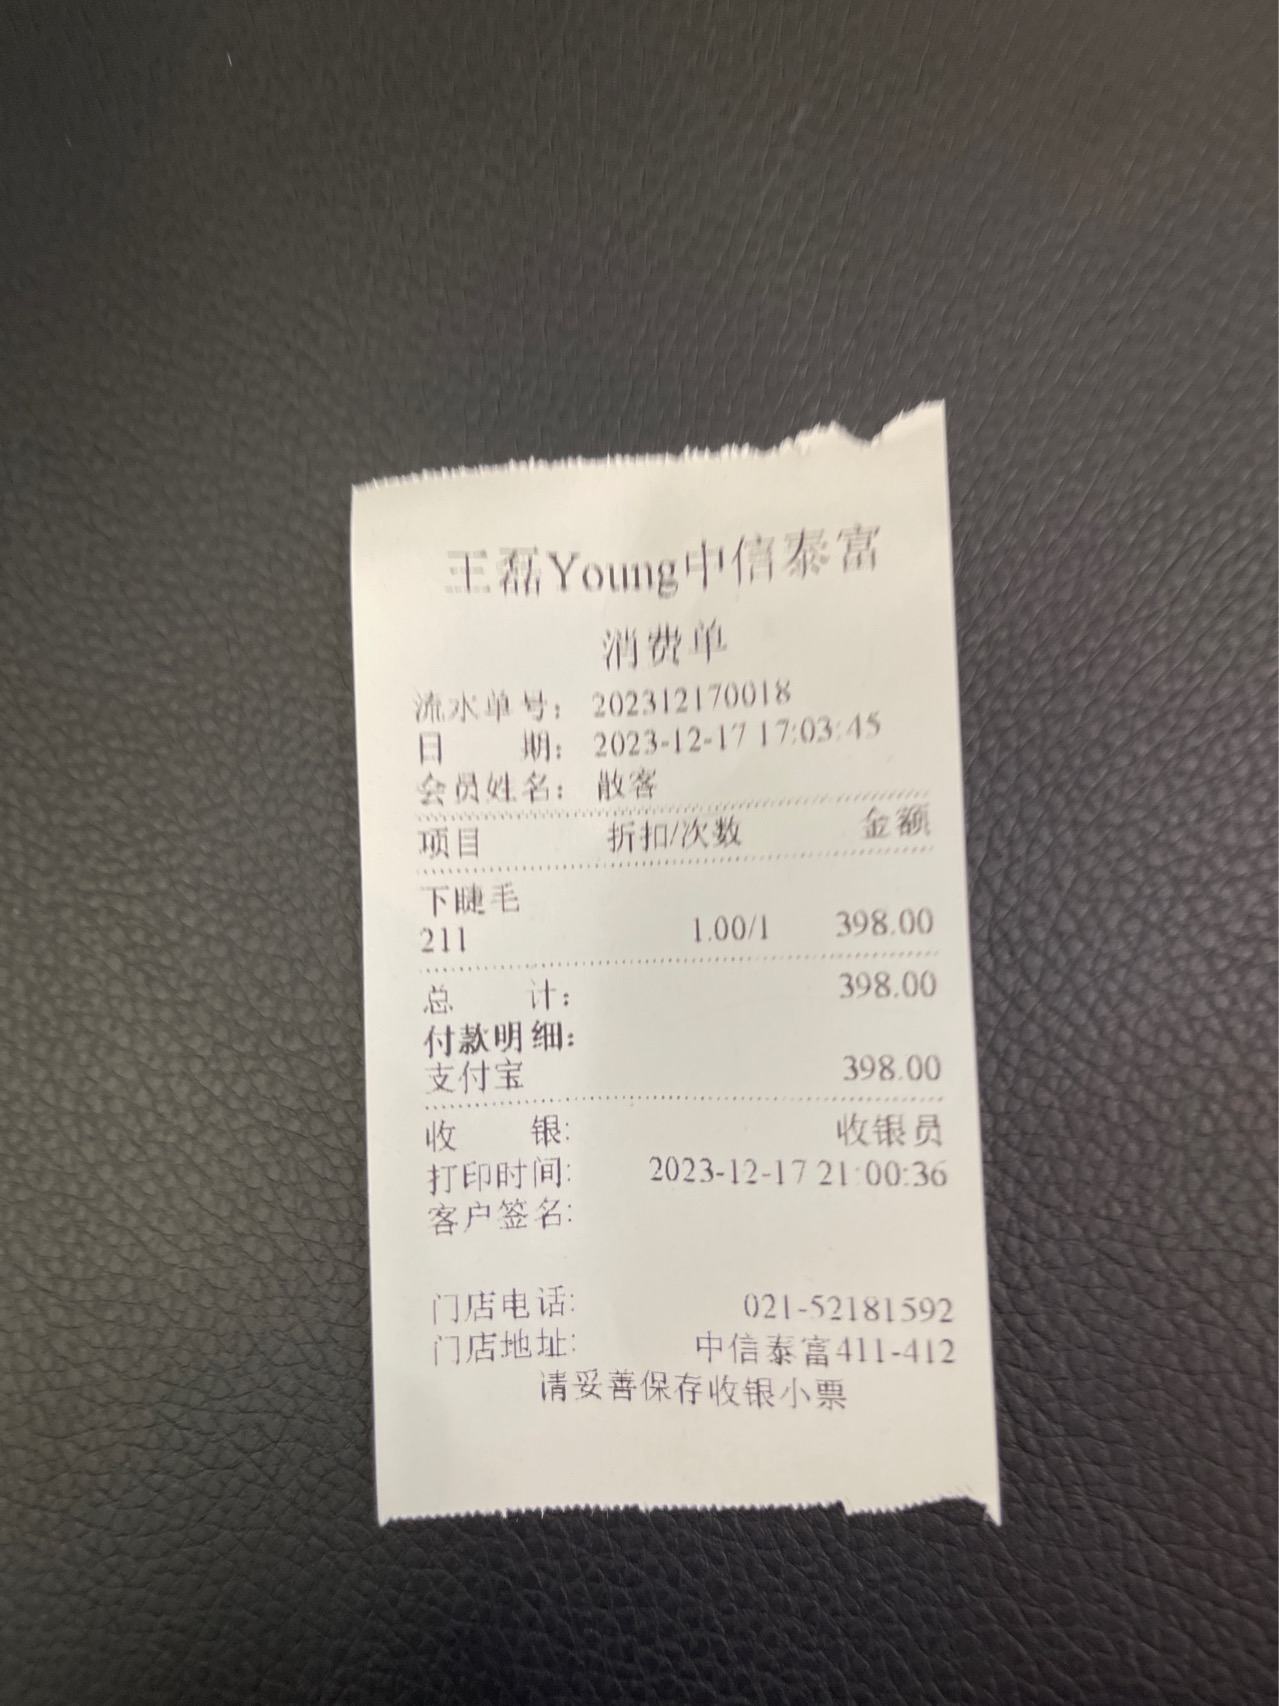 王磊Young中信泰富
消费单
流水单号： 202312170018
日 期： 2023-12-17 17:03:45
会员姓名： 散客
项目 折扣/次数 金额
下睫毛
211 1.00/1 398.00
总 计： 398.00
付款明细：
支付宝 398.00
收 银: 收银员
打印时间: 2023-12-17 21:00:36
客户签名:
门店电话: 021-52181592
门店地址: 中信泰富411-412
请妥善保存收银小票